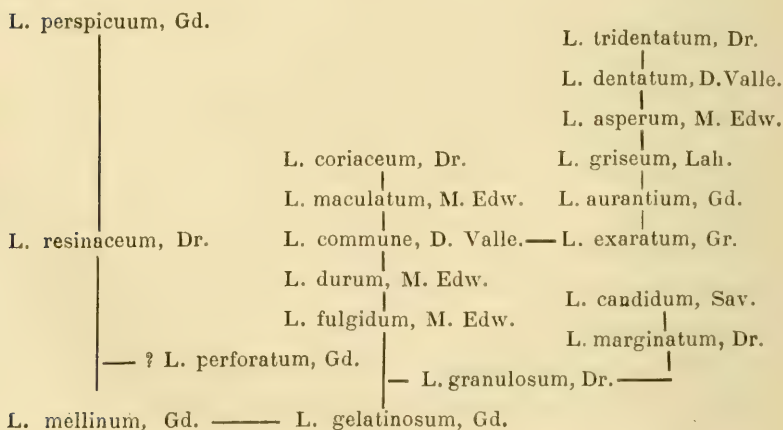 L. perspicuum, Gd.
L. tridentatum, Dr.
L. dentatum, D.Valle.
L. asperum, M. Edw.
L. coriaceum, Dr.
L. griseum, Lah.
L. maculatum, M. Edw.
L. aurantium, Gd.
L. resinaceum, Dr.
L. commune, D. Valle.
L. exaratum, Gr.
L. durum, M. Edw.
L. candidum, Sav.
L. fulgidum, M. Edw.
L. marginatum, Dr.
? L. perforatum, Gd.
L. granulosum, Dr.
L. mellinum, Gd.
L. gelatinosum, Gd.